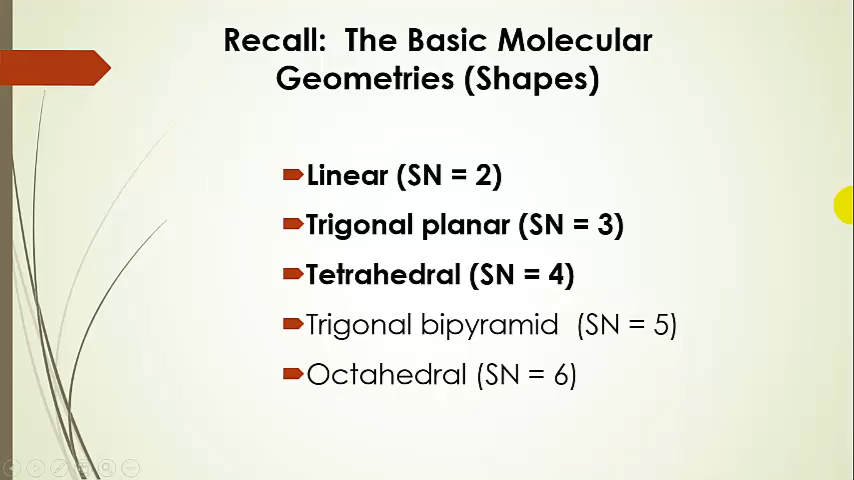 Recall: The Basic Molecular
Geometries (Shapes)
Linear (SN = 2)
Trigonal planar (SN = 3)
Tetrahedral (SN = 4)
Trigonal bipyramid (SN = 5)
Octahedral (SN = 6)